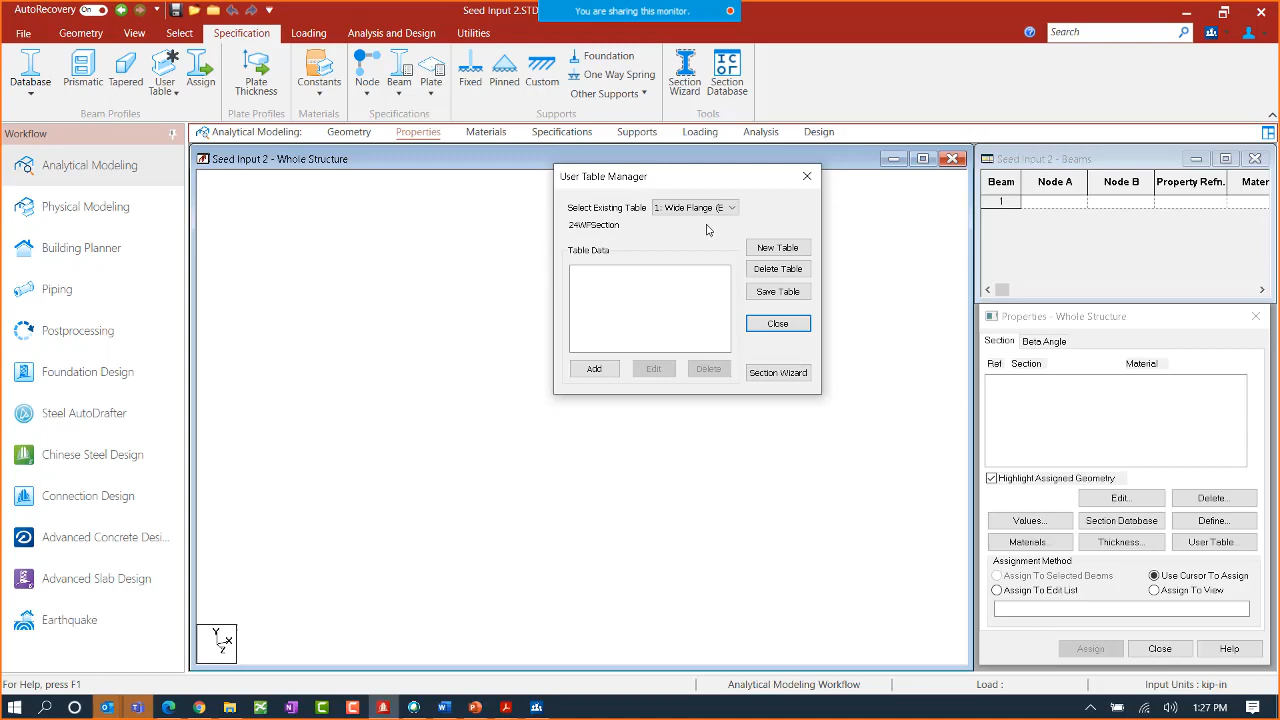 AutoRecovery On
Seed Input 2.STD
You are sharing this monitor.
File Geometry View Select Specification Loading Analysis and Design Utilities
Search
Database Prismatic Tapered User Table Assign
Beam Profiles
Plate Thickness
Plate Profiles
Constants
Materials
Node Beam Plate
Specifications
Fixed Pinned Custom
Foundation
One Way Spring
Other Supports
Supports
Section Wizard Section Database
Tools
Workflow
Analytical Modeling
Physical Modeling
Building Planner
Piping
Postprocessing
Foundation Design
Steel AutoDrafter
Chinese Steel Design
Connection Design
Advanced Concrete Desi...
Advanced Slab Design
Earthquake
Analytical Modeling: Geometry Properties Materials Specifications Supports Loading Analysis Design
Seed Input 2 - Whole Structure
Y
X
Z
User Table Manager
Select Existing Table 1: Wide Flange (E
24WFSection
Table Data
New Table
Delete Table
Save Table
Close
Add Edit Delete Section Wizard
Seed Input 2 - Beams
Beam Node A Node B Property Refn. Mater
1
Properties - Whole Structure
Section Beta Angle
Ref Section Material
Highlight Assigned Geometry
Edit... Delete...
Values... Section Database Define...
Materials... Thickness... User Table...
Assignment Method
Assign To Selected Beams Use Cursor To Assign
Assign To Edit List Assign To View
Assign Close Help
For Help, press F1
Analytical Modeling Workflow Load : Input Units : kip-in
1:27 PM